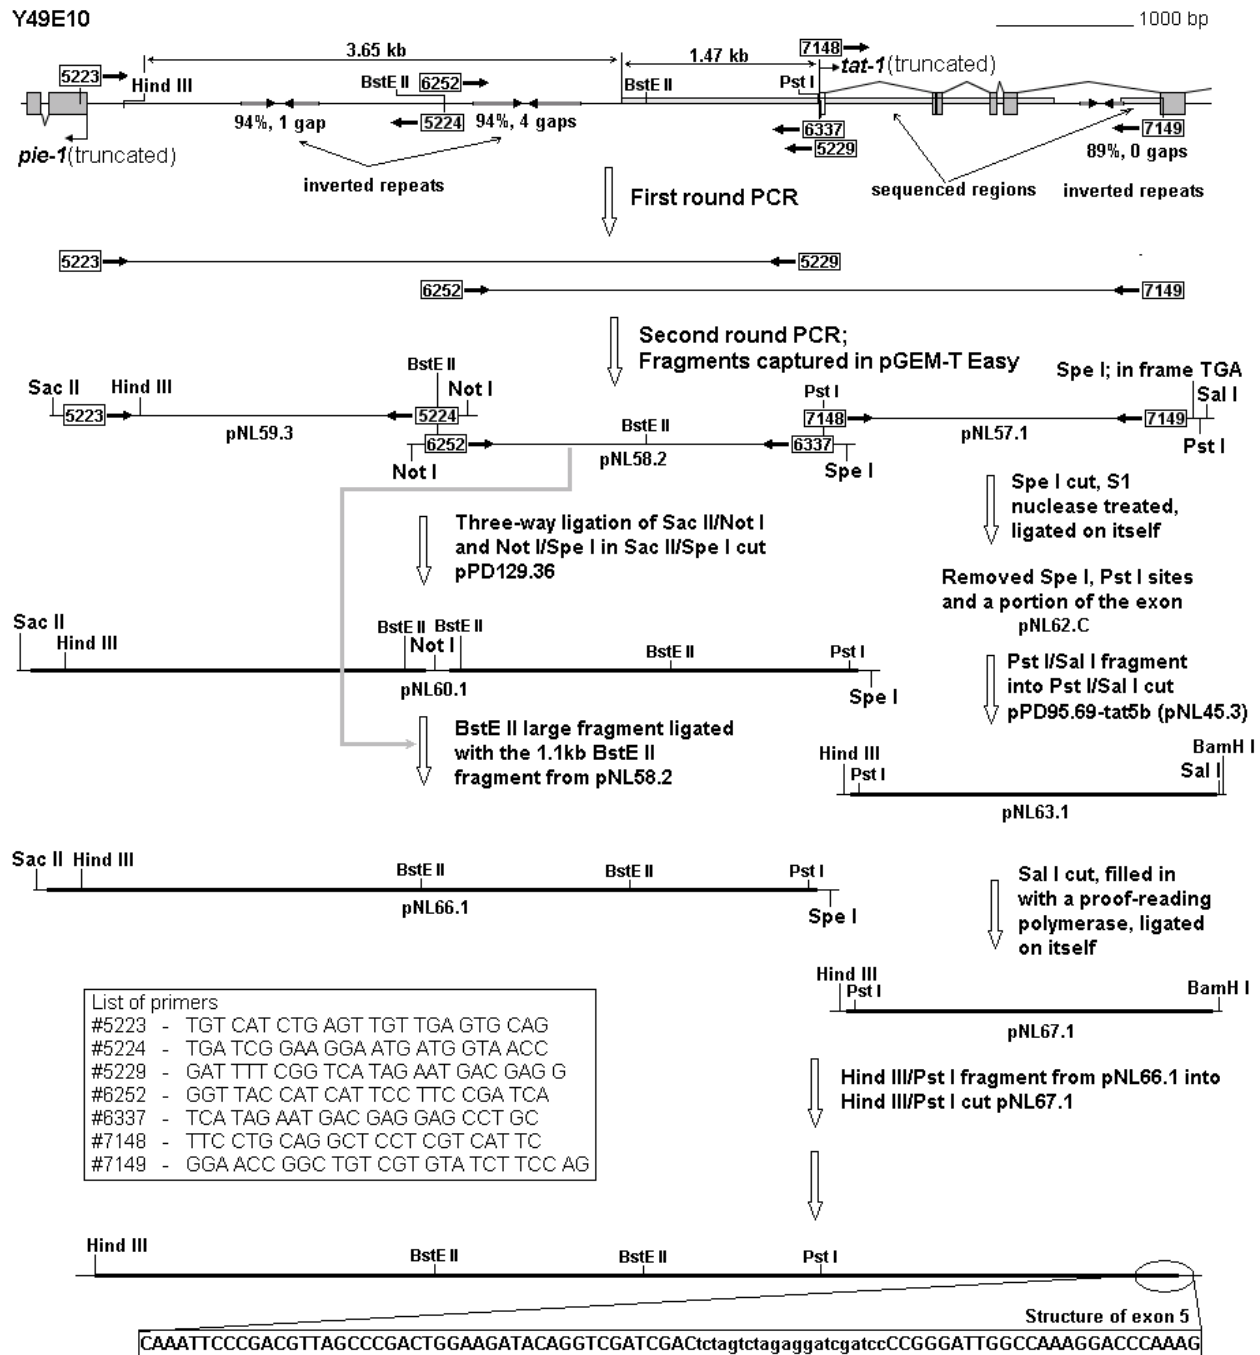 Y49E10
1000 bp
3.65 kb
1.47 kb
7148
tat-1(truncated)
5223
Hind III
BstE II
6252
BstE II
Pst I
94%, 1 gap
5224
94%, 4 gaps
6337
7149
pie-1(truncated)
5229
89%, 0 gaps
inverted repeats
sequenced regions
inverted repeats
First round PCR
5223
5229
6252
7149
Second round PCR;
Fragments captured in pGEM-T Easy
BstE II
Spe I; in frame TGA
Sac II
Hind III
Not I
Pst I
Sal I
5223
5224
7148
7149
pNL59.3
6252
BstE II
6337
pNL57.1
Not I
pNL58.2
Spe I
Pst I
Three-way ligation of Sac II/Not I
and Not I/Spe I in Sac II/Spe I cut
pPD129.36
Spe I cut, S1
nuclease treated,
ligated on itself
Removed Spe I, Pst I sites
and a portion of the exon
pNL62.C
Sac II
Hind III
BstE II
BstE II
Not I
BstE II
Pst I
pNL60.1
Spe I
Pst I/Sal I fragment
into Pst I/Sal I cut
pPD95.69-tat5b (pNL45.3)
BstE II large fragment ligated
with the 1.1kb BstE II
fragment from pNL58.2
Hind III
BamH I
Pst I
Sal I
pNL63.1
Sac II
Hind III
BstE II
BstE II
Pst I
pNL66.1
Spe I
Sal I cut, filled in
with a proof-reading
polymerase, ligated
on itself
Hind III
Pst I
BamH I
pNL67.1
List of primers
#5223 - TGT CAT CTG AGT TGT TGA GTG CAG
#5224 - TGA TCG GAA GGA ATG ATG GTA ACC
#5229 - GAT TTT CGG TCA TAG AAT GAC GAG G
#6252 - GGT TAC CAT CAT TCC TTC CGA TCA
#6337 - TCA TAG AAT GAC GAG GAG CCT GC
#7148 - TTC CTG CAG GCT CCT CGT CAT TC
#7149 - GGA ACC GGC TGT CGT GTA TCT TCC AG
Hind III/Pst I fragment from pNL66.1 into
Hind III/Pst I cut pNL67.1
Hind III
BstE II
BstE II
Pst I
Structure of exon 5
CAAATTCCCGACGTTAGCCCGACTGGAAGATACAGGTCGATCGACtctagtctagaggatcgatccCCGGGATTGGCCAAAGGACCCAAAG